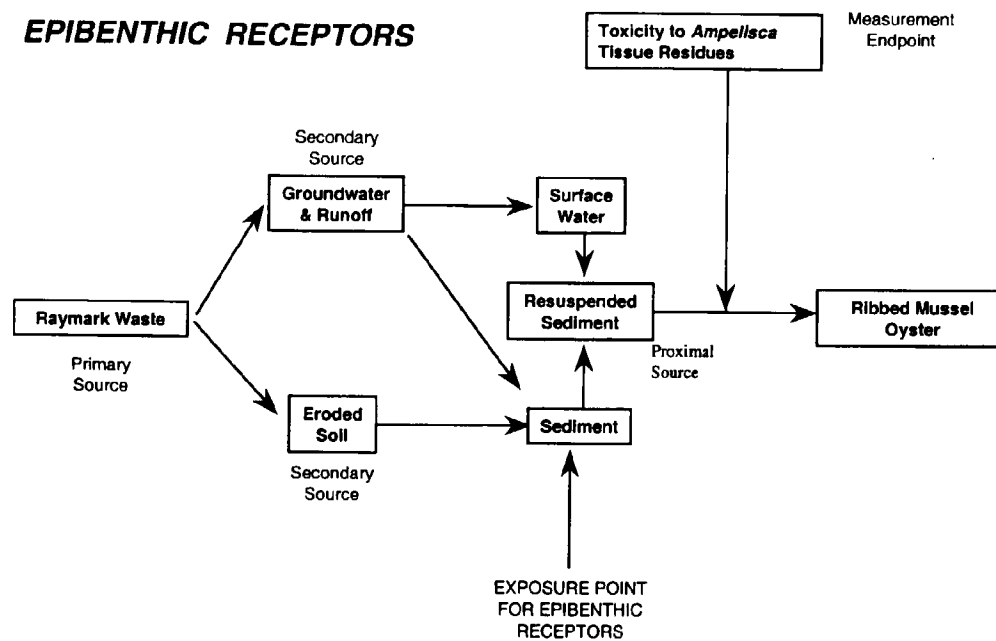 EPIBENTHIC RECEPTORS
Toxicity to Ampelisca
Tissue Residues
Measurement
Endpoint
Secondary
Source
Groundwater
& Runoff
Surface
Water
Raymark Waste
Primary
Source
Resuspended
Sediment
Proximal
Source
Ribbed Mussel
Oyster
Eroded
Soil
Secondary
Source
Sediment
EXPOSURE POINT
FOR EPIBENTHIC
RECEPTORS